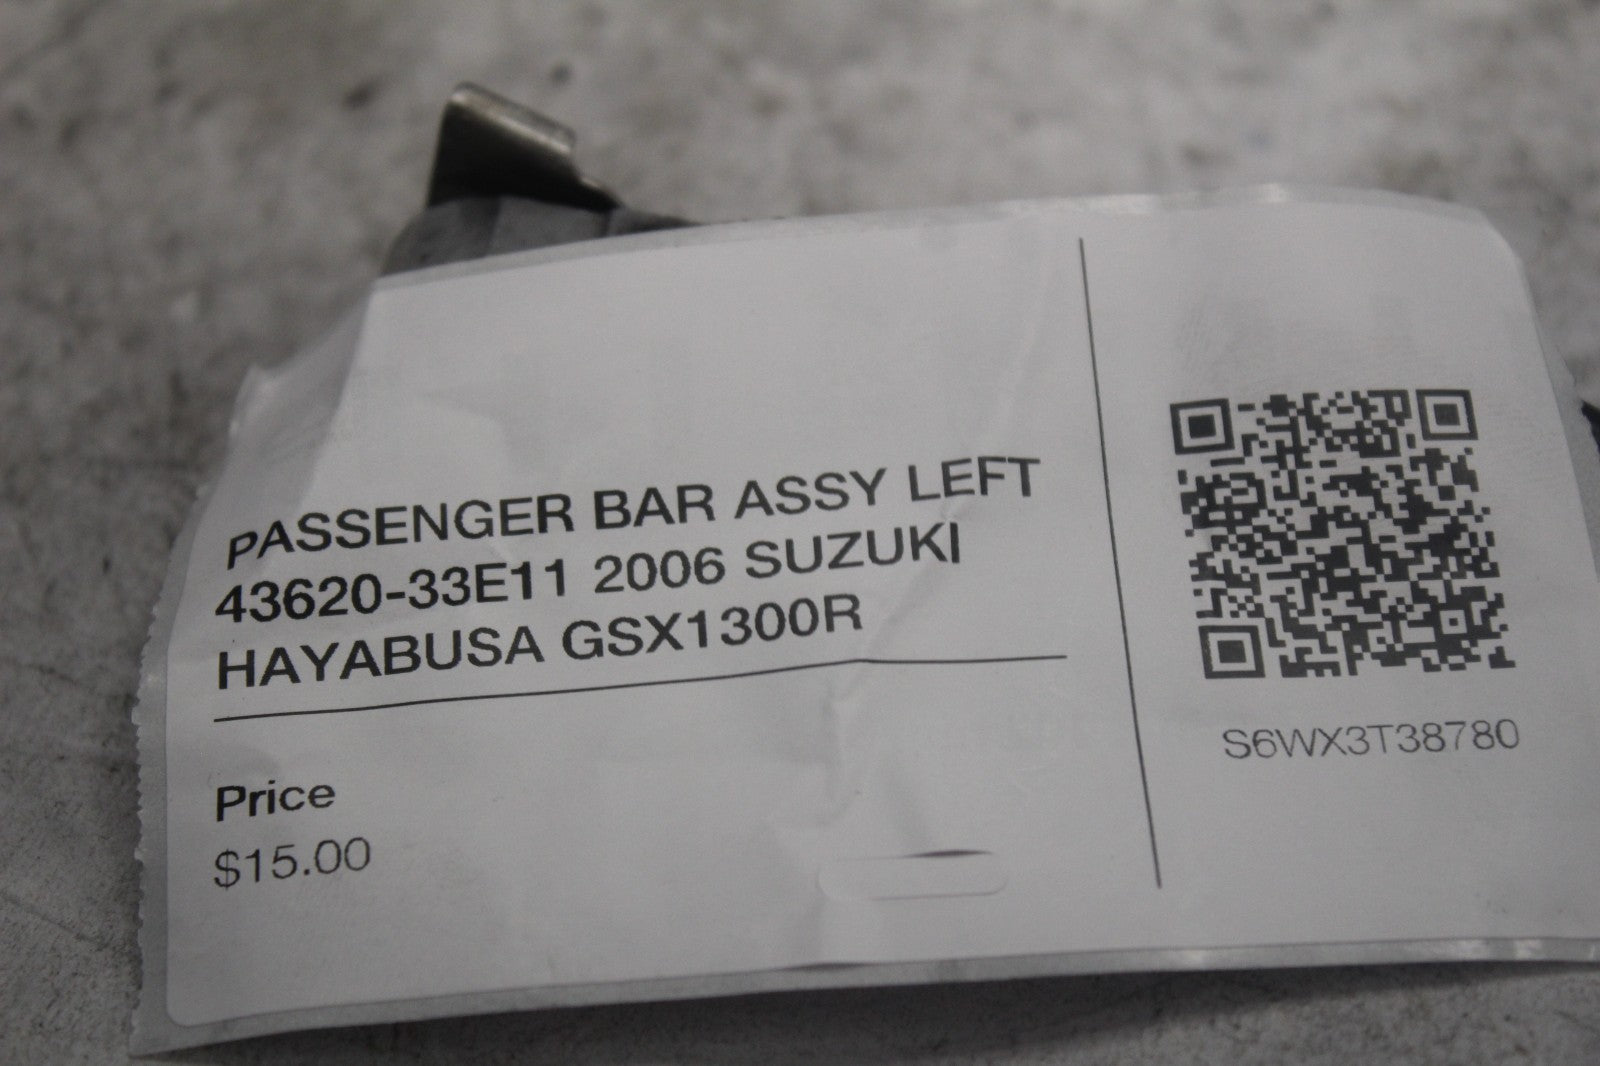 PASSENGER BAR ASSY LEFT
43620-33E11 2006 SUZUKI
HAYABUSA GSX1300R
Price
$15.00
S6WX3T38780